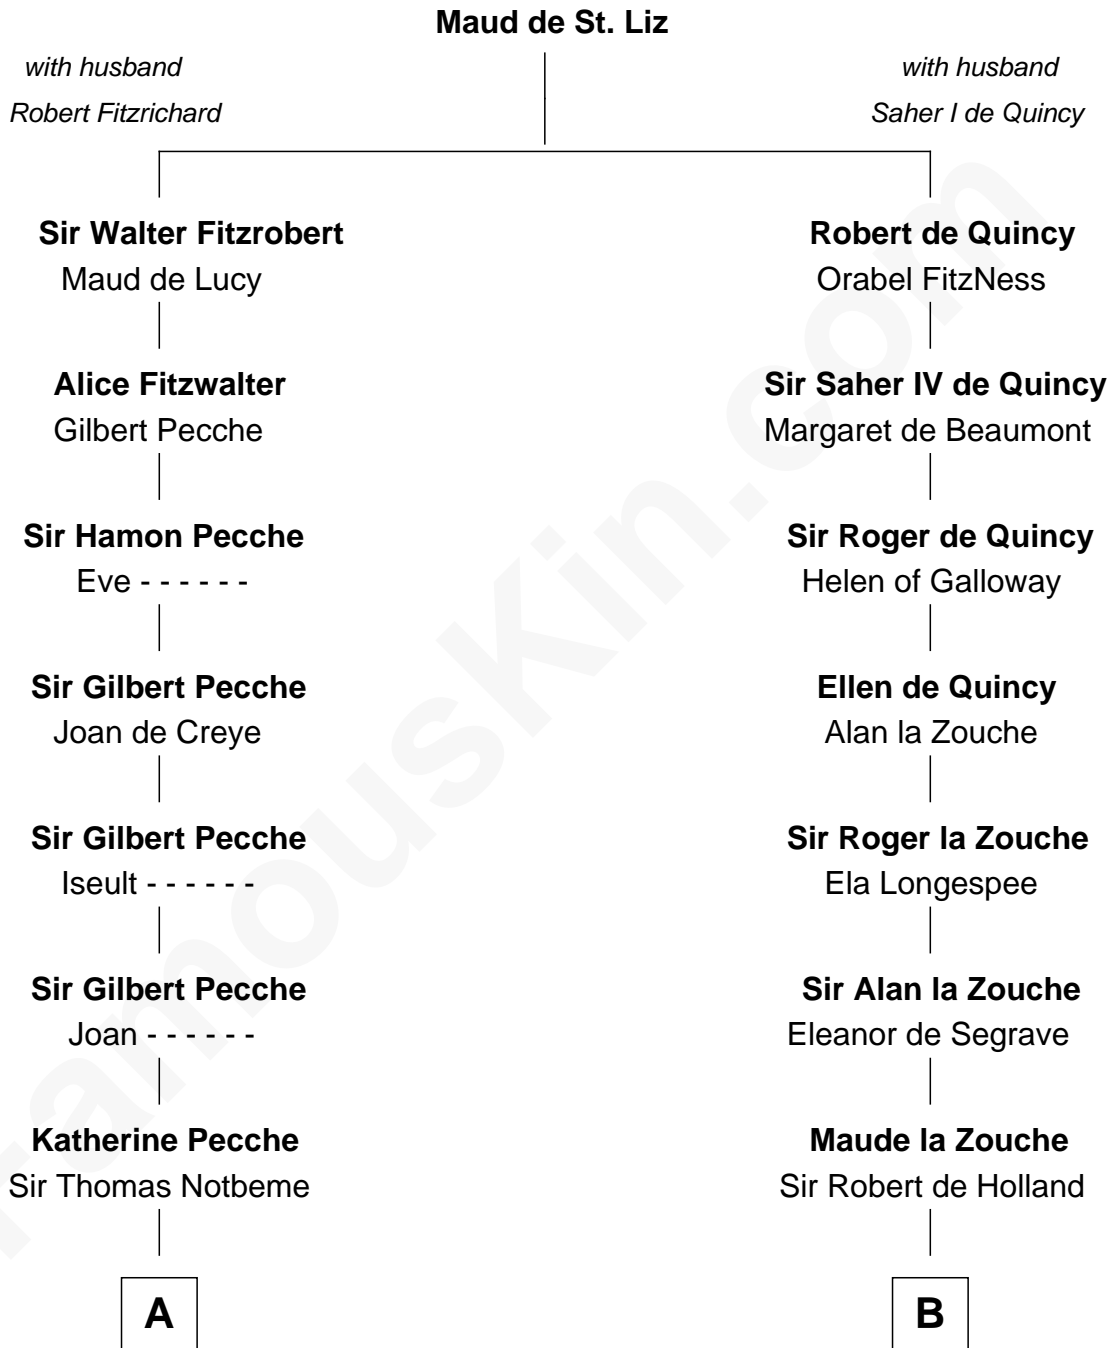 Maud de St. Liz
with husband
Robert Fitzrichard
with husband
Saher I de Quincy
Sir Walter Fitzrobert
Maud de Lucy
Robert de Quincy
Orabel FitzNess
Alice Fitzwalter
Gilbert Pecche
Sir Saher IV de Quincy
Margaret de Beaumont
Sir Hamon Pecche
Eve - - - - - -
Sir Roger de Quincy
Helen of Galloway
Sir Gilbert Pecche
Joan de Creye
Ellen de Quincy
Alan la Zouche
Sir Gilbert Pecche
Iseult - - - - - -
Sir Roger la Zouche
Ela Longespee
Sir Gilbert Pecche
Joan - - - - - -
Sir Alan la Zouche
Eleanor de Segrave
Katherine Pecche
Sir Thomas Notbeme
Maude la Zouche
Sir Robert de Holland
A
B
FamousKin.com